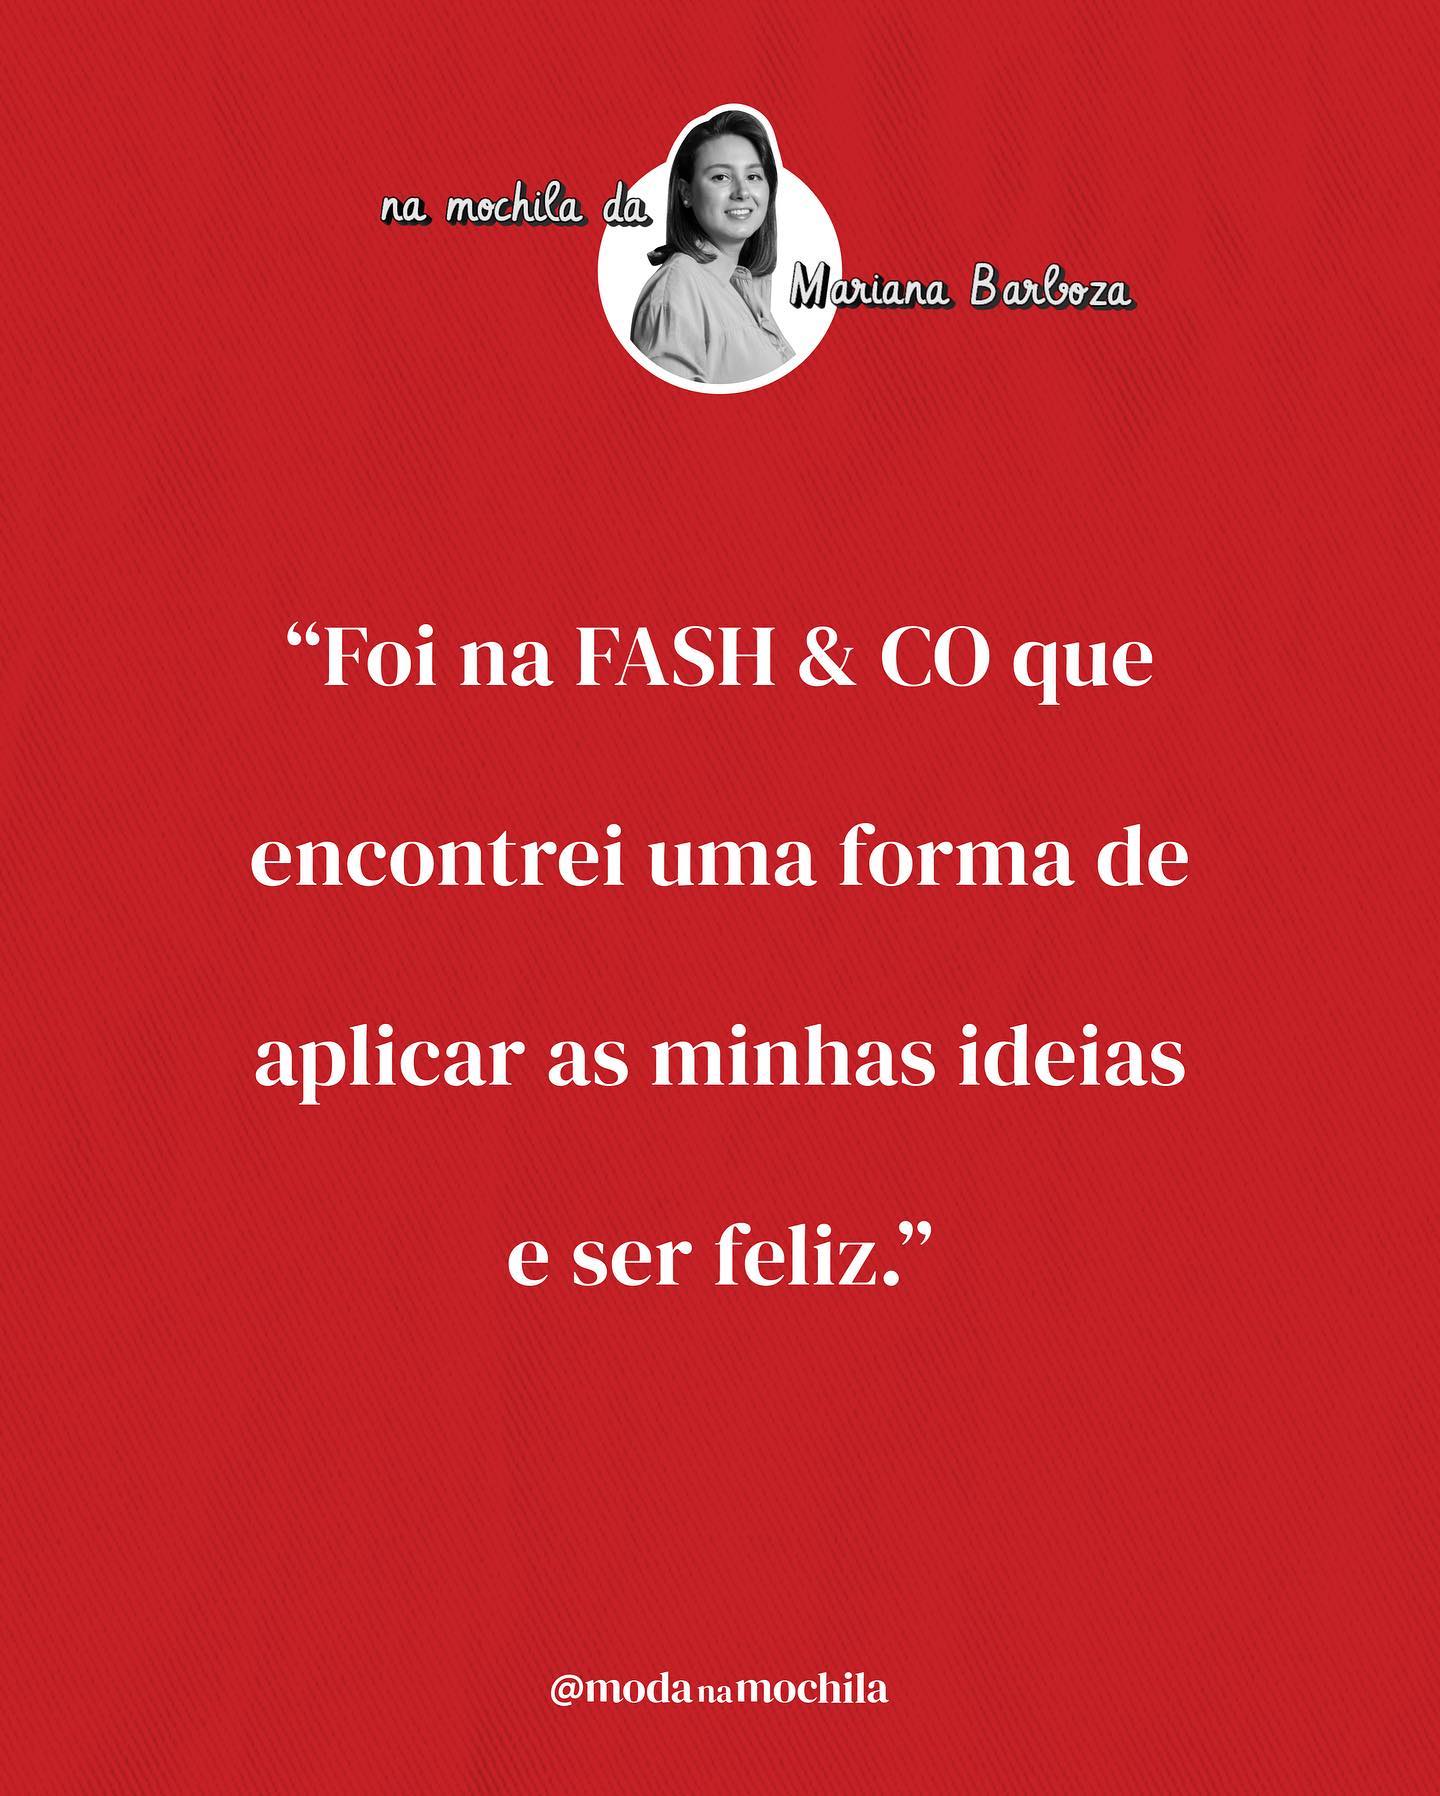 na mochila da
Mariana Barboza
“Foi na FASH & CO que
encontrei uma forma de
aplicar as minhas ideias
e ser feliz.”
@modanamochila